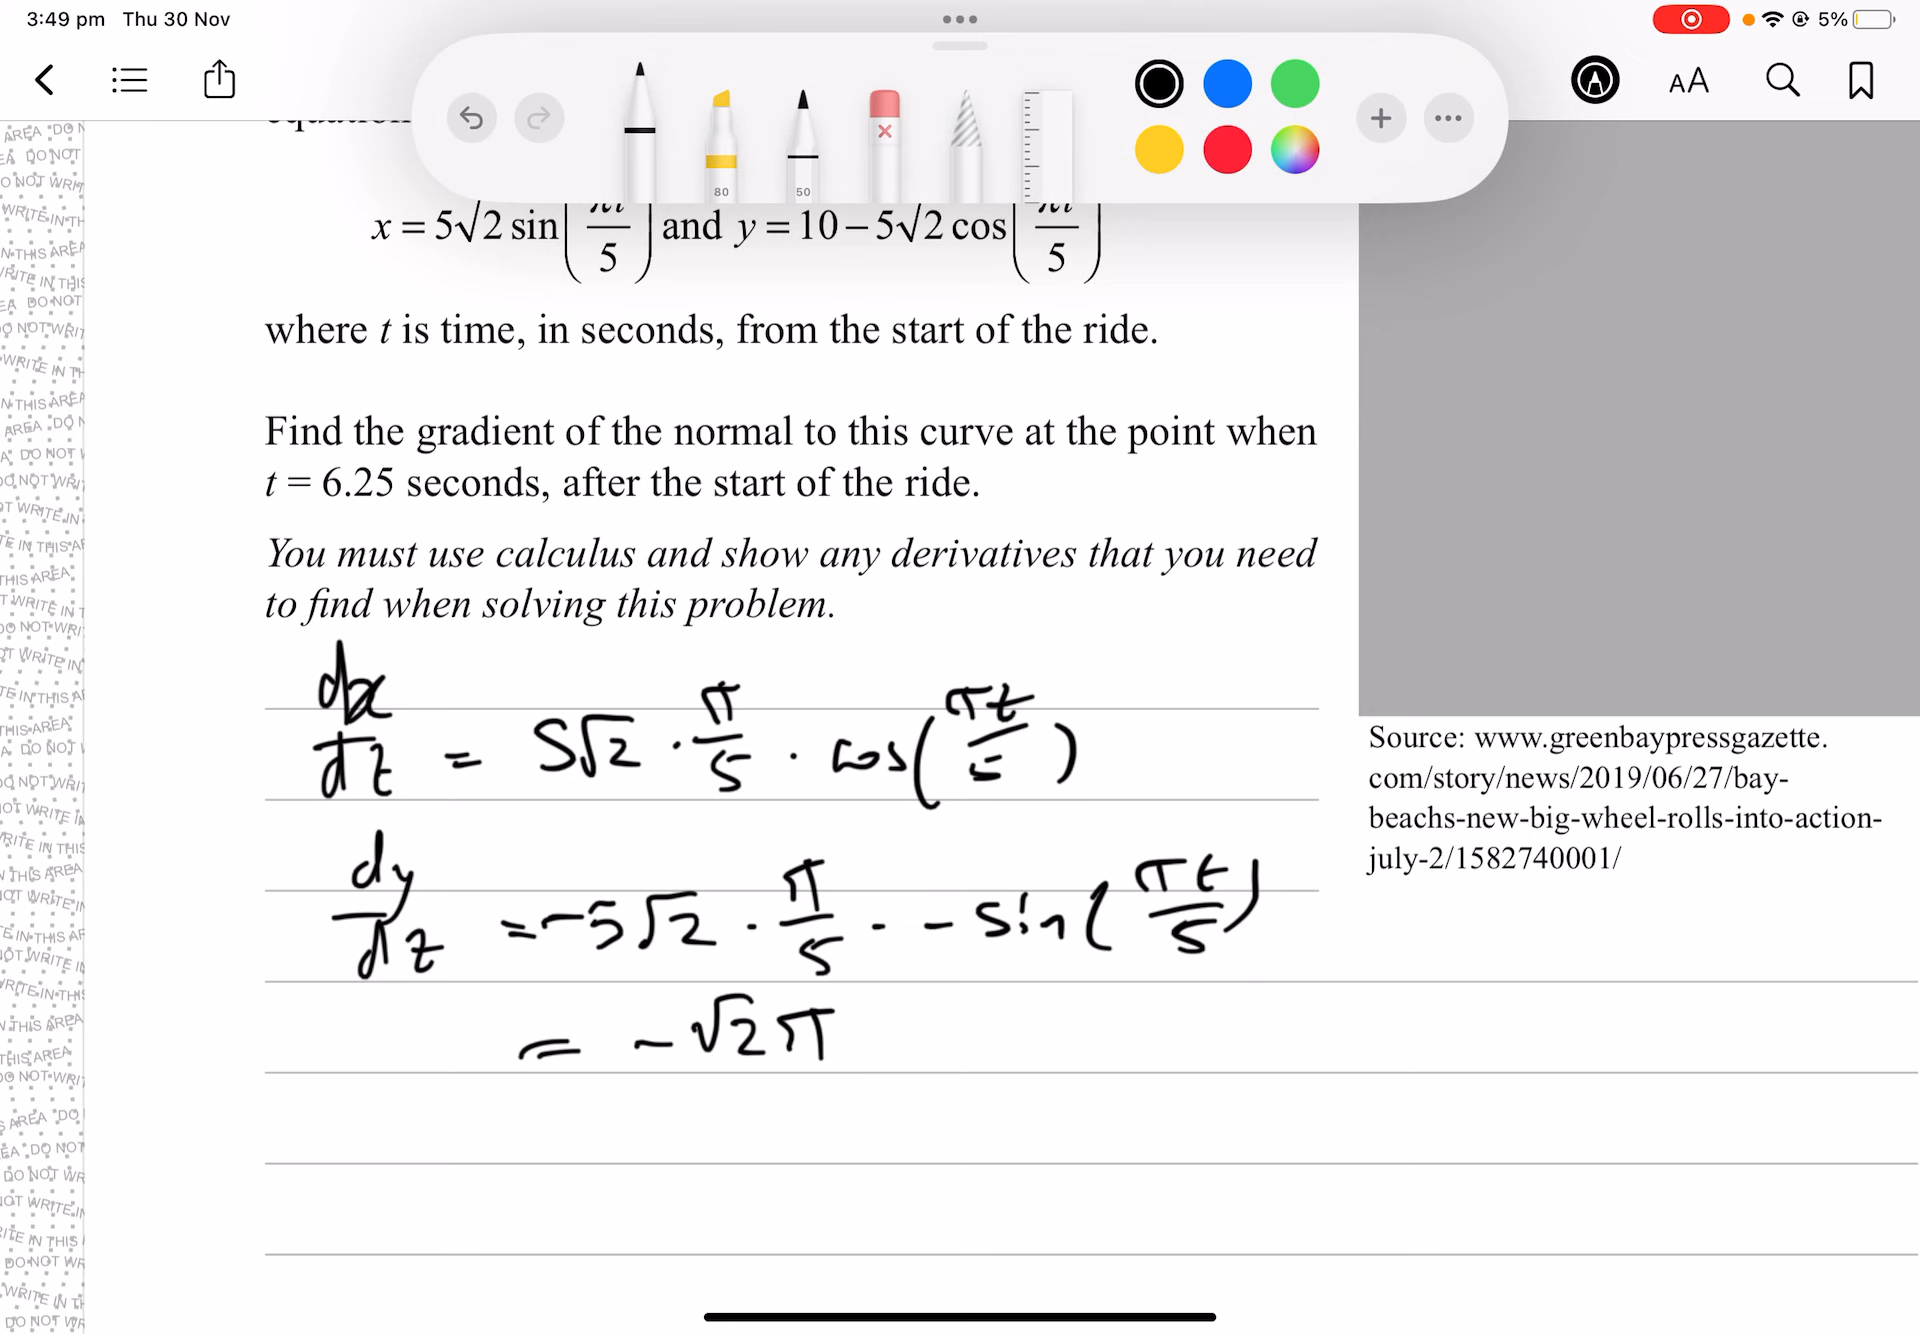 3:49 pm Thu 30 Nov
5%
AA
80
50
x = 5√2 sin(πt/5) and y = 10 − 5√2 cos(πt/5)
where t is time, in seconds, from the start of the ride.
Find the gradient of the normal to this curve at the point when
t = 6.25 seconds, after the start of the ride.
You must use calculus and show any derivatives that you need
to find when solving this problem.
dx/dt = 5√2 · π/5 · cos(πt/5)
dy/dt = −5√2 · π/5 · − sin(πt/5)
= −√2π
Source: www.greenbaypressgazette.
com/story/news/2019/06/27/bay-
beachs-new-big-wheel-rolls-into-action-
july-2/1582740001/